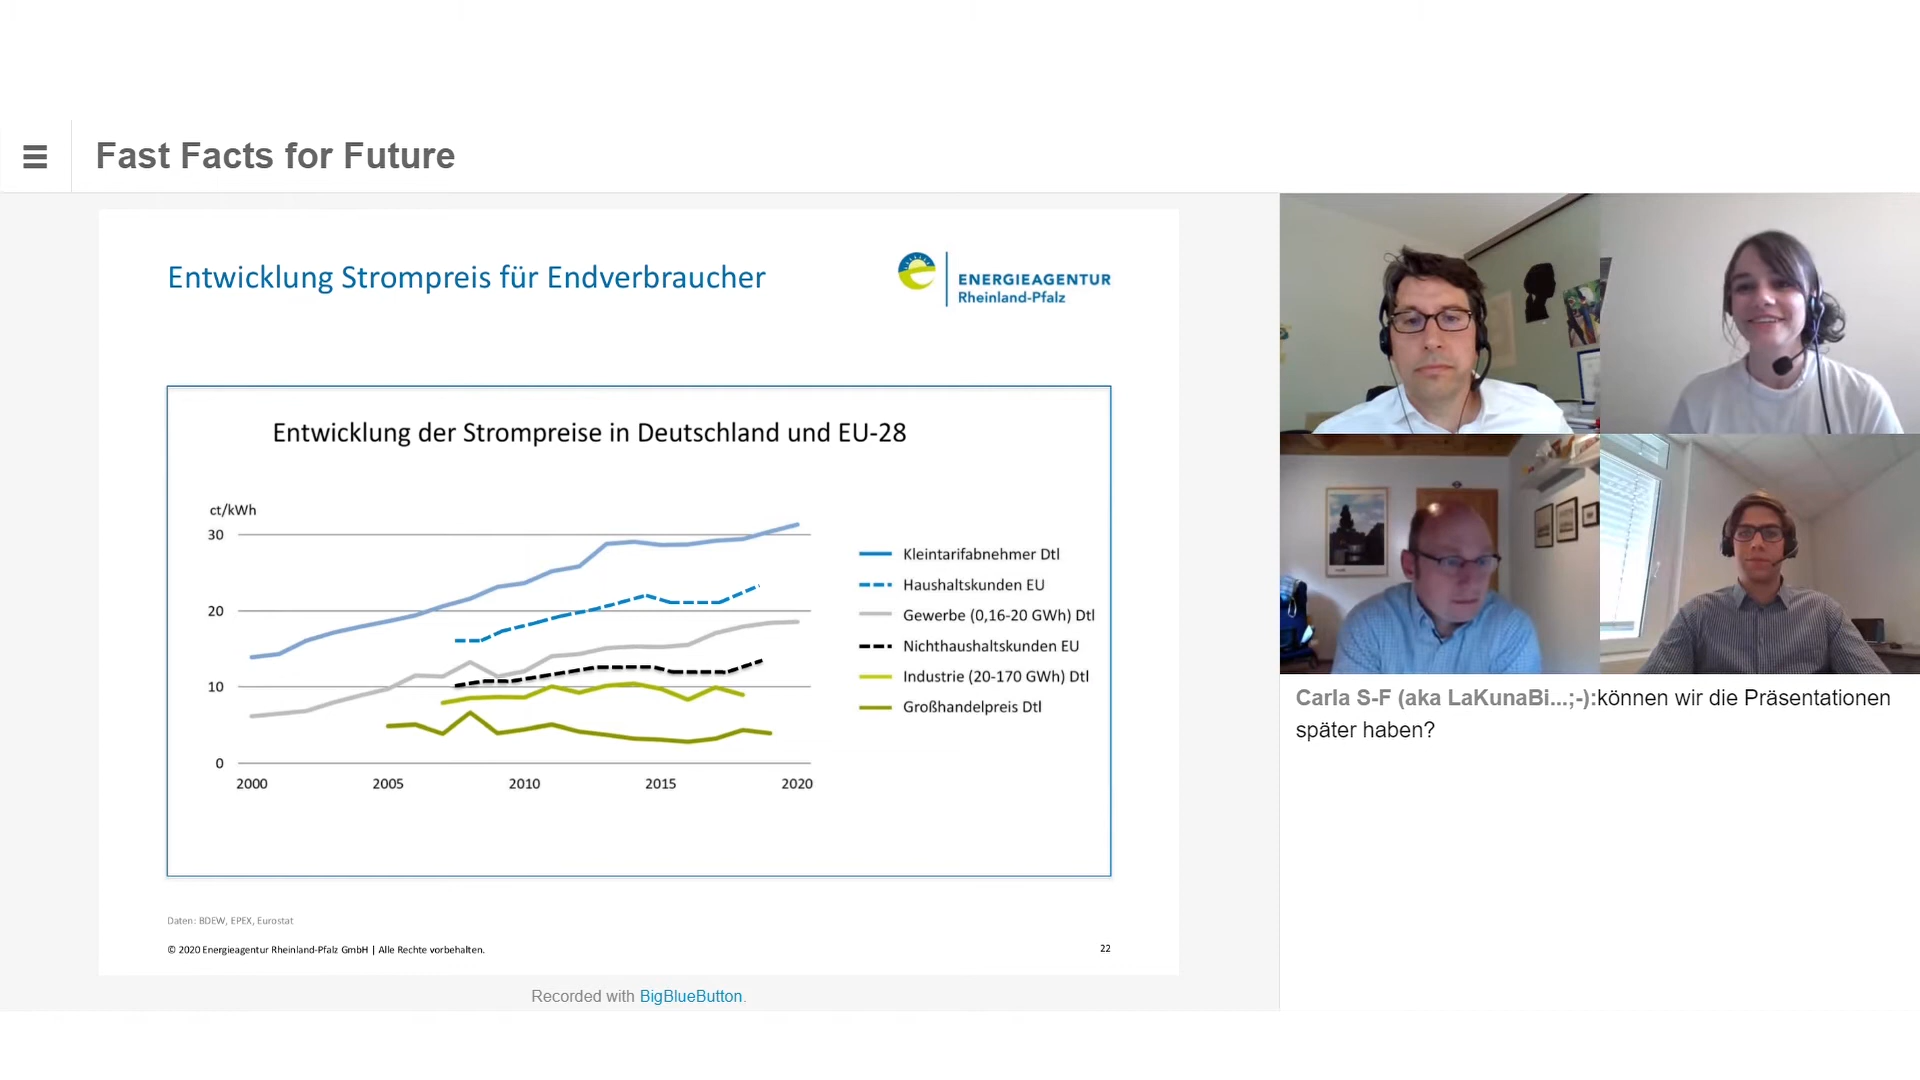 Fast Facts for Future
Entwicklung Strompreis für Endverbraucher
ENERGIEAGENTUR
Rheinland-Pfalz
Entwicklung der Strompreise in Deutschland und EU-28
ct/kWh
30
20
10
0
2000 2005 2010 2015 2020
Kleintarifabnehmer Dtl
Haushaltskunden EU
Gewerbe (0,16-20 GWh) Dtl
Nichthaushaltskunden EU
Industrie (20-170 GWh) Dtl
Großhandelpreis Dtl
Daten: BDEW, EPEX, Eurostat
© 2020 Energieagentur Rheinland-Pfalz GmbH | Alle Rechte vorbehalten.
22
Recorded with BigBlueButton.
Carla S-F (aka LaKunaBi...;-):können wir die Präsentationen
später haben?